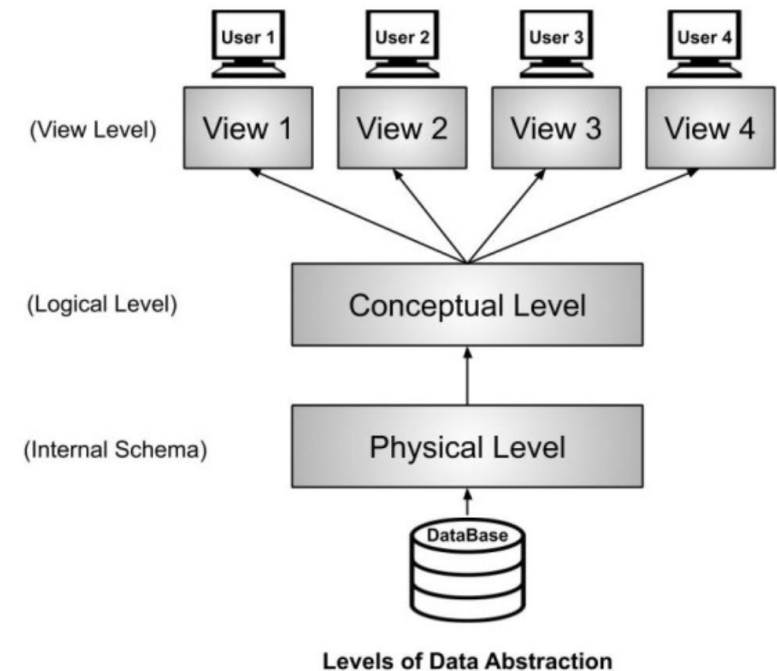 User 1
User 2
User 3
User 4
(View Level)
View 1
View 2
View 3
View 4
(Logical Level)
Conceptual Level
(Internal Schema)
Physical Level
DataBase
Levels of Data Abstraction